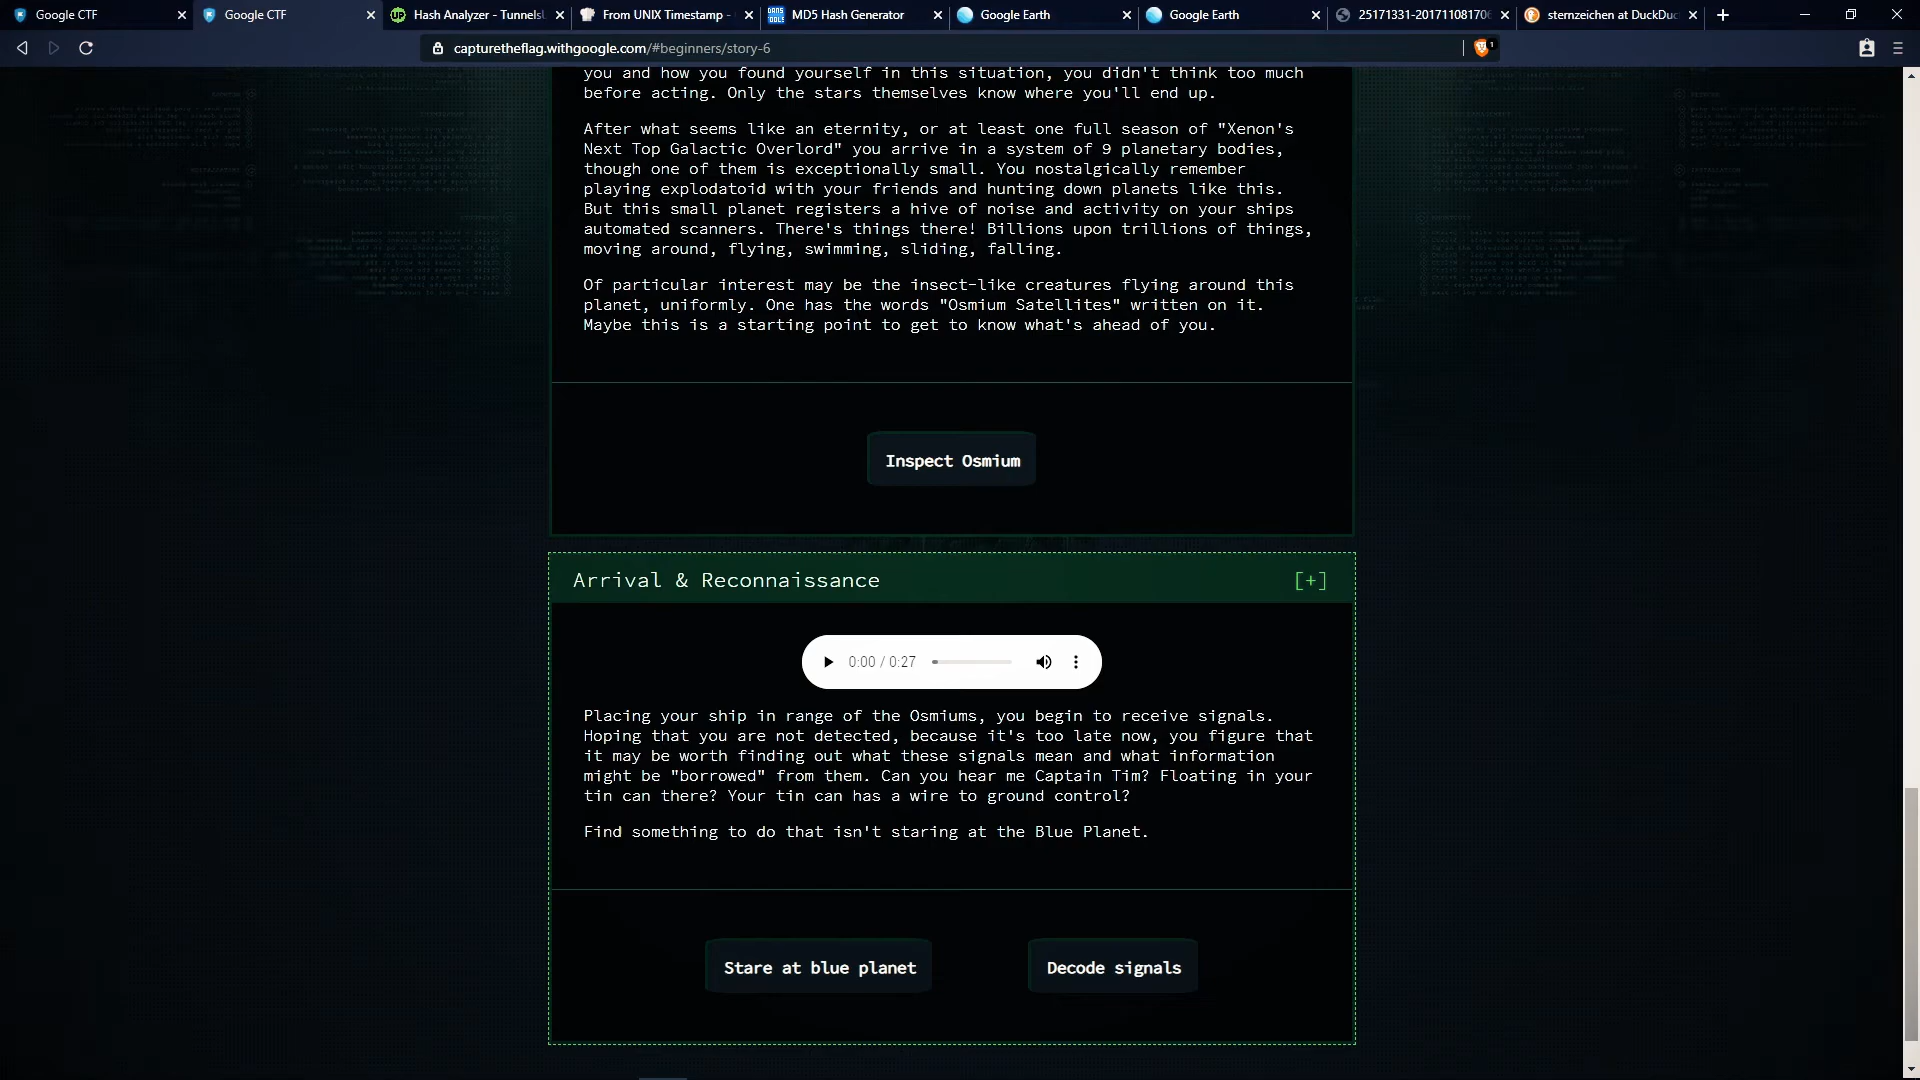 Google CTF
Google CTF
Hash Analyzer - TunnelsU
From UNIX Timestamp -
MD5 Hash Generator
Google Earth
Google Earth
25171331-201711081706
sternzeichen at DuckDuc
capturetheflag.withgoogle.com/#beginners/story-6
1
you and how you found yourself in this situation, you didn't think too much
before acting. Only the stars themselves know where you'll end up.
After what seems like an eternity, or at least one full season of "Xenon's
Next Top Galactic Overlord" you arrive in a system of 9 planetary bodies,
though one of them is exceptionally small. You nostalgically remember
playing explodatoid with your friends and hunting down planets like this.
But this small planet registers a hive of noise and activity on your ships
automated scanners. There's things there! Billions upon trillions of things,
moving around, flying, swimming, sliding, falling.
Of particular interest may be the insect-like creatures flying around this
planet, uniformly. One has the words "Osmium Satellites" written on it.
Maybe this is a starting point to get to know what's ahead of you.
Inspect Osmium
Arrival & Reconnaissance [+]
0:00 / 0:27
Placing your ship in range of the Osmiums, you begin to receive signals.
Hoping that you are not detected, because it's too late now, you figure that
it may be worth finding out what these signals mean and what information
might be "borrowed" from them. Can you hear me Captain Tim? Floating in your
tin can there? Your tin can has a wire to ground control?
Find something to do that isn't staring at the Blue Planet.
Stare at blue planet
Decode signals